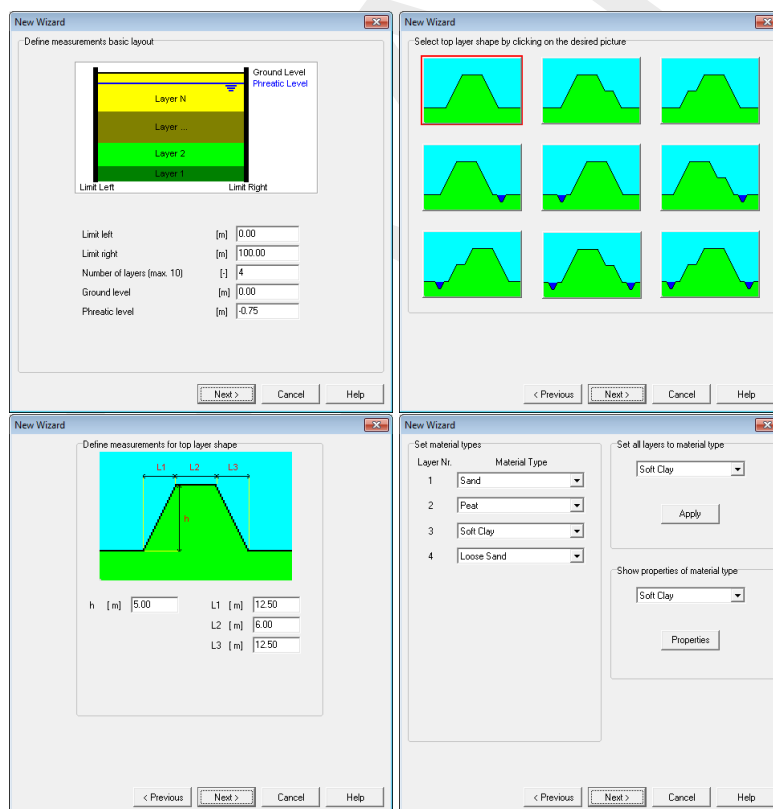 New Wizard
Define measurements basic layout
Ground Level
Phreatic Level
Layer N
Layer ...
Layer 2
Layer 1
Limit Left Limit Right
Limit left [m] 0.00
Limit right [m] 100.00
Number of layers (max. 10) [-] 4
Ground level [m] 0.00
Phreatic level [m] -0.75
Next > Cancel Help
New Wizard
Select top layer shape by clicking on the desired picture
< Previous Next > Cancel Help
New Wizard
Define measurements for top layer shape
L1 L2 L3
h
h [m] 5.00 L1 [m] 12.50
L2 [m] 6.00
L3 [m] 12.50
< Previous Next > Cancel Help
New Wizard
Set material types
Layer Nr. Material Type
1 Sand
2 Peat
3 Soft Clay
4 Loose Sand
Set all layers to material type
Soft Clay
Apply
Show properties of material type
Soft Clay
Properties
< Previous Next > Cancel Help